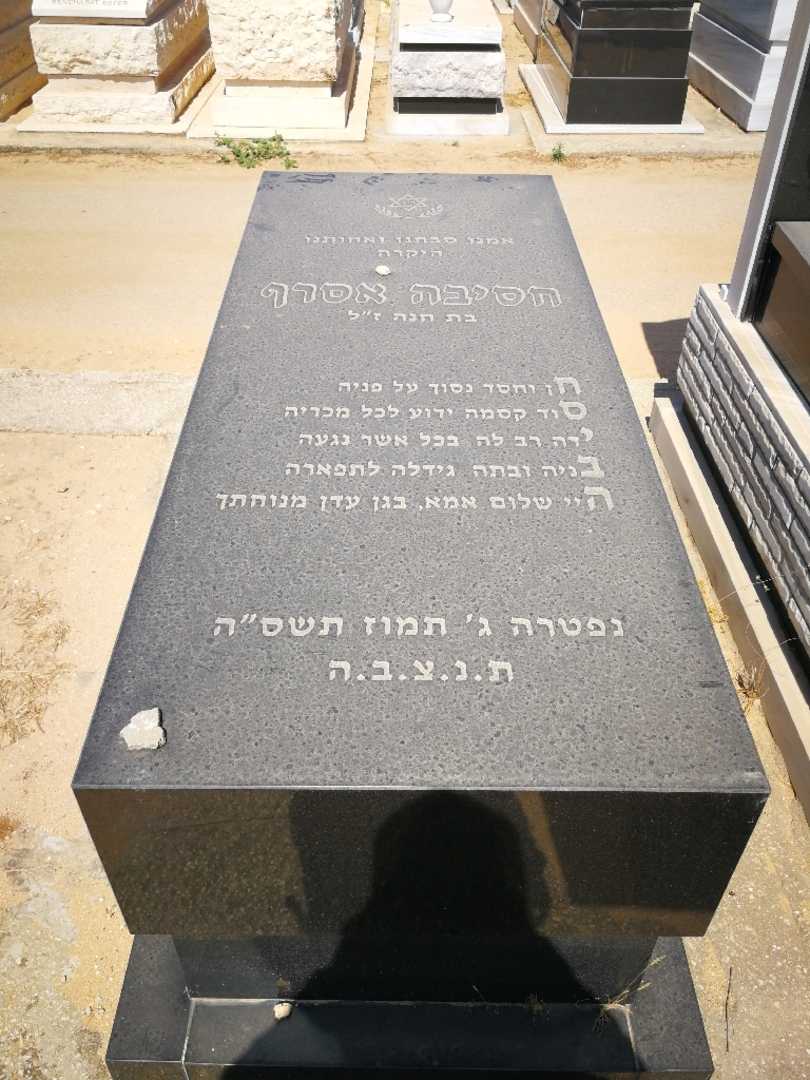 אמנו סבתנו ואחותנו
היקרה
חסיבה אסרף
בת חנה ז"ל
חן וחסד נסוך על פניה
סוד קסמה ידוע לכל מכריה
ידה רב לה בכל אשר נגעה
בניה ובתה גידלה לתפארה
היי שלום אמא, בגן עדן מנוחתך
נפטרה ג' תמוז תשס"ה
ת.נ.צ.ב.ה